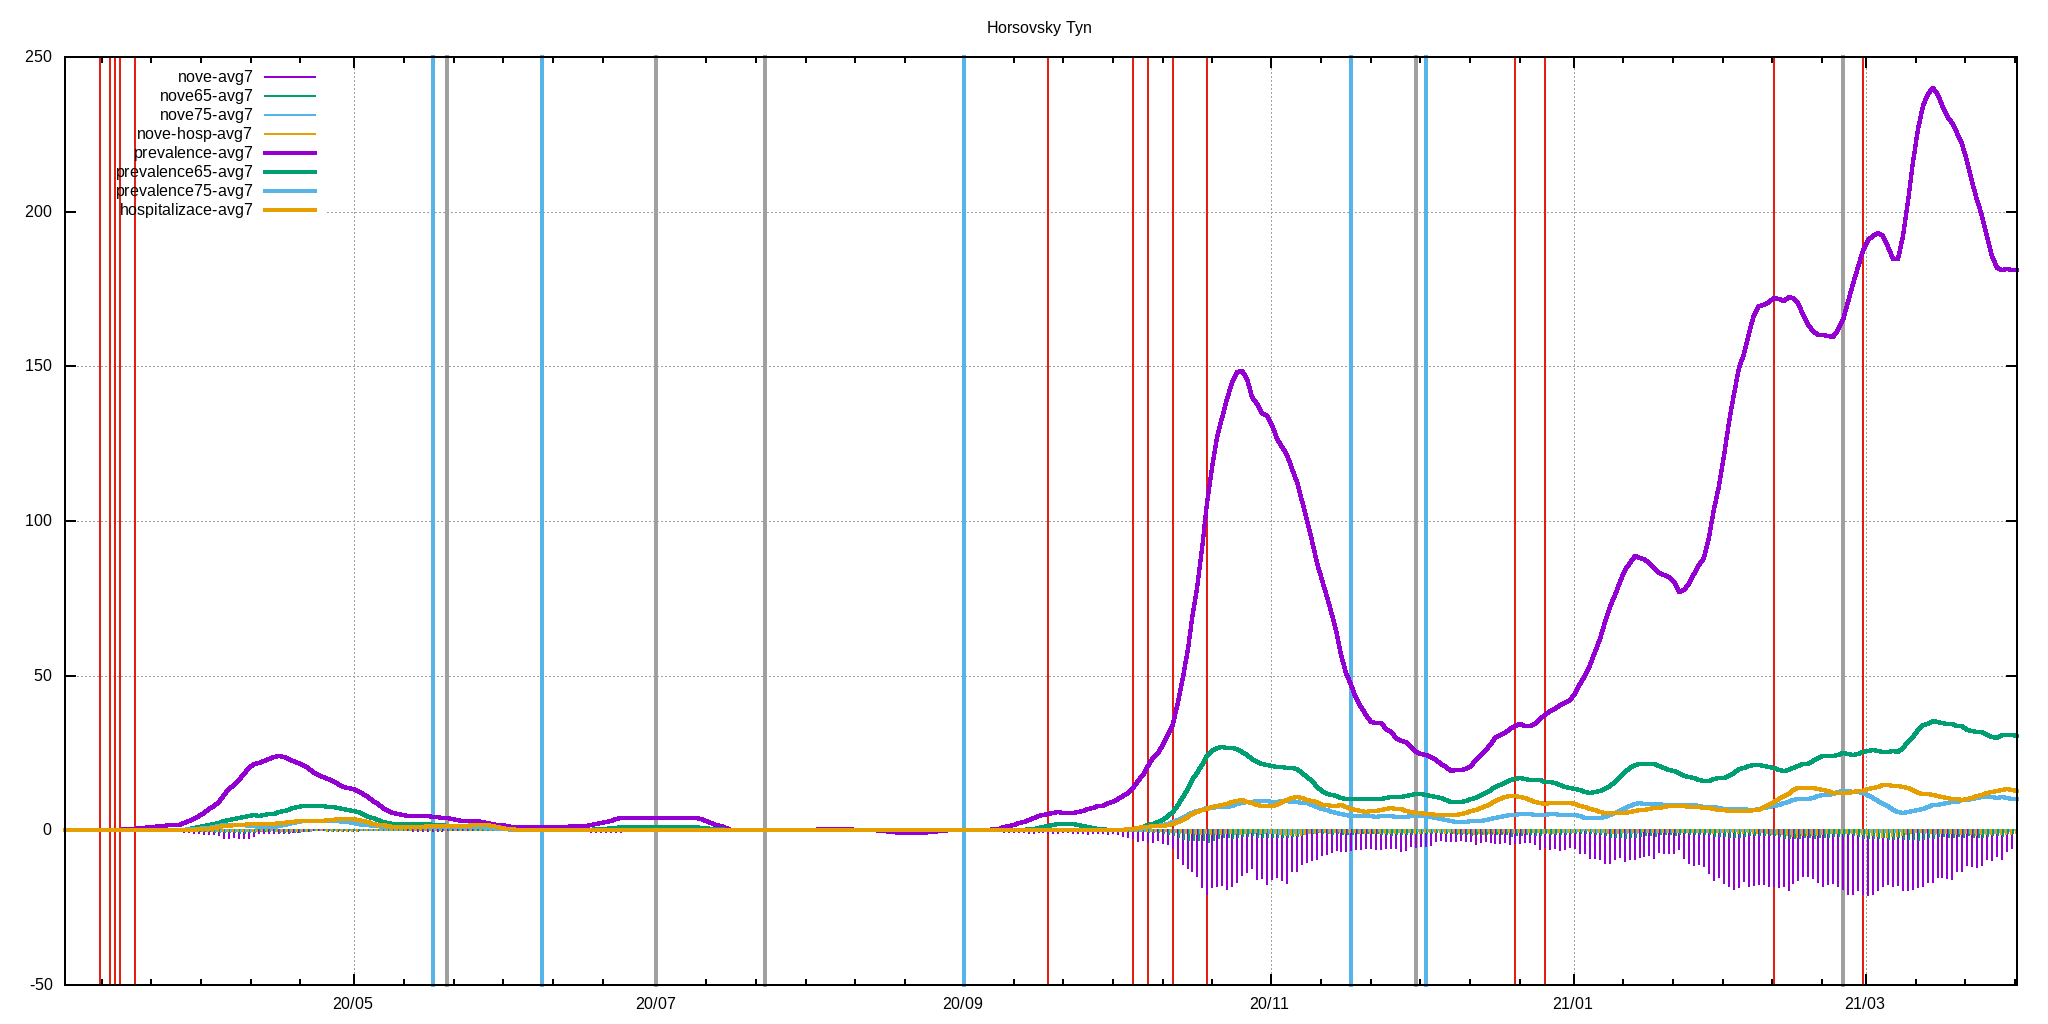 Horsovsky Tyn
250
200
150
100
50
0
-50
nove-avg7
nove65-avg7
nove75-avg7
nove-hosp-avg7
prevalence-avg7
prevalence65-avg7
prevalence75-avg7
hospitalizace-avg7
20/05
20/07
20/09
20/11
21/01
21/03